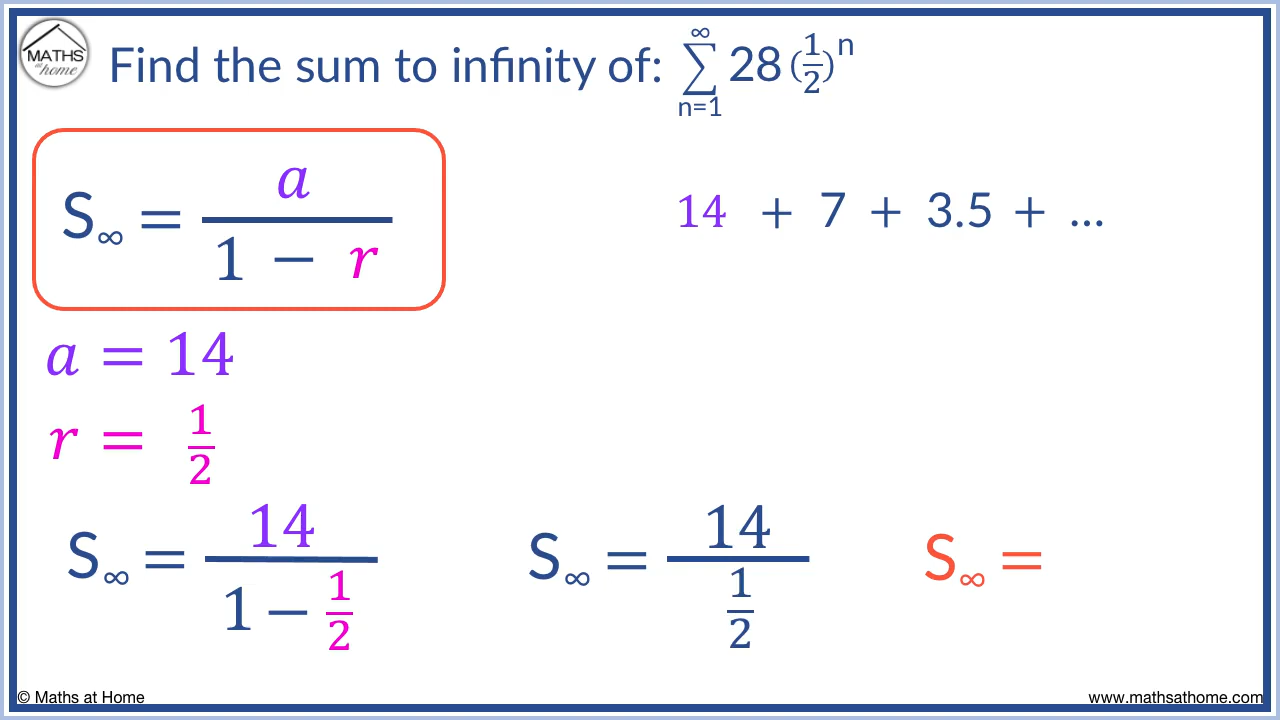 MATHS
at home
Find the sum to infinity of: ∞∑n=1 28(1/2)^n
S∞ = a/(1 − r)
14 + 7 + 3.5 + ...
a = 14
r = 1/2
S∞ = 14/(1 − 1/2)
S∞ = 14/(1/2)
S∞ =
© Maths at Home
www.mathsathome.com